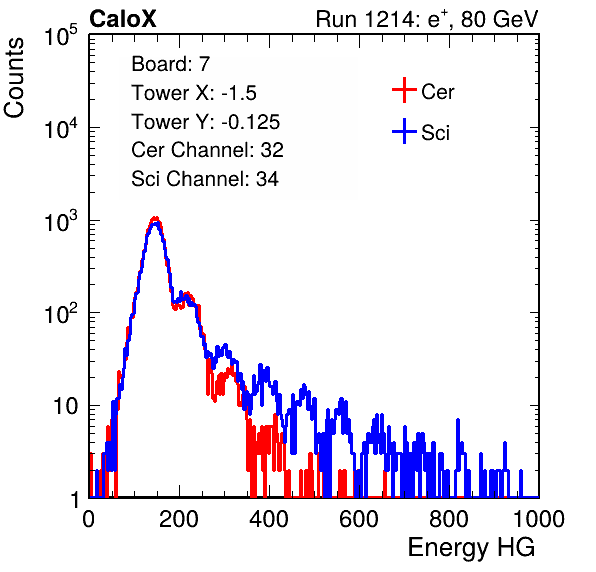 CaloX Run 1214: e⁺, 80 GeV
Counts
Board: 7
Tower X: -1.5
Tower Y: -0.125
Cer Channel: 32
Sci Channel: 34
Cer
Sci
10⁵
10⁴
10³
10²
10
1
0 200 400 600 800 1000
Energy HG